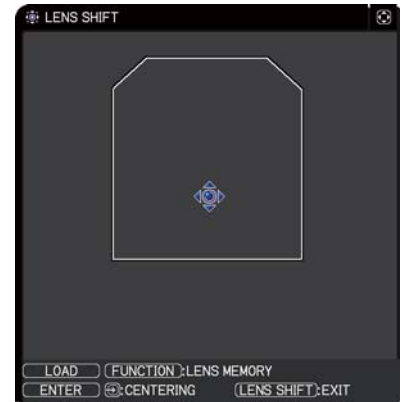 LENS SHIFT
LOAD FUNCTION:LENS MEMORY
ENTER :CENTERING LENS SHIFT:EXIT